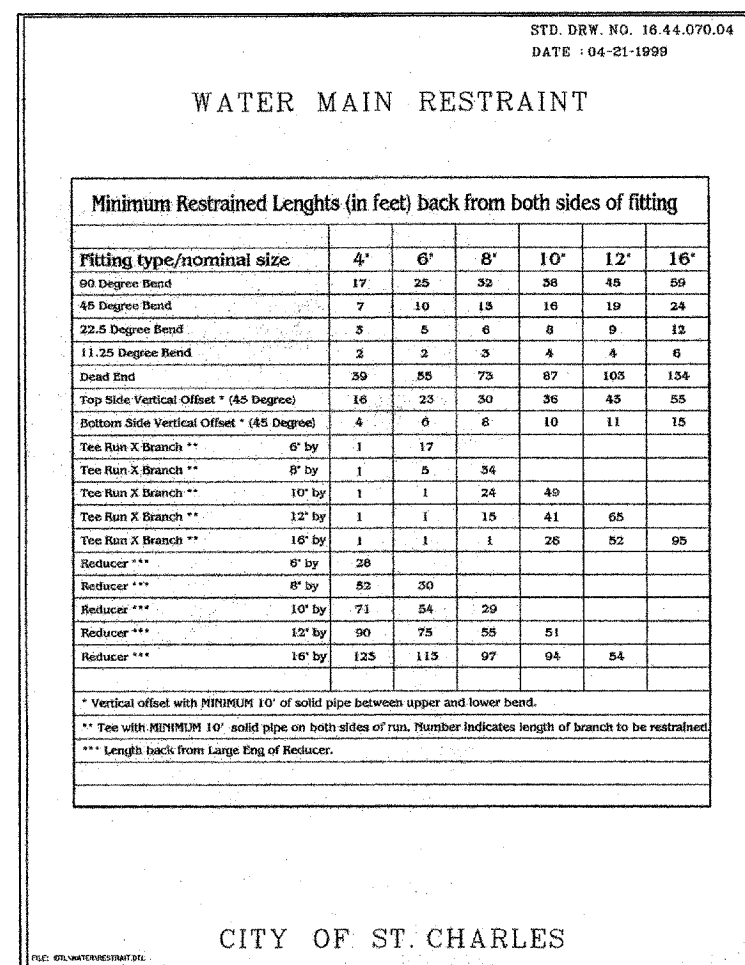 STD. DRW. NO. 16.44.070.04
DATE : 04-21-1999
WATER MAIN RESTRAINT
Minimum Restrained Lenghts (in feet) back from both sides of fitting
Fitting type/nominal size 4" 6" 8" 10" 12" 16"
90 Degree Bend 17 25 32 38 45 59
45 Degree Bend 7 10 13 16 19 24
22.5 Degree Bend 3 5 6 8 9 12
11.25 Degree Bend 2 2 3 4 4 6
Dead End 39 55 73 87 103 134
Top Side Vertical Offset * (45 Degree) 16 23 30 36 43 55
Bottom Side Vertical Offset * (45 Degree) 4 6 8 10 11 15
Tee Run X Branch ** 6" by 1 17
Tee Run X Branch ** 8" by 1 5 34
Tee Run X Branch ** 10" by 1 1 24 49
Tee Run X Branch ** 12" by 1 1 15 41 65
Tee Run X Branch ** 16" by 1 1 1 26 52 95
Reducer *** 6" by 28
Reducer *** 8" by 52 30
Reducer *** 10" by 71 54 29
Reducer *** 12" by 90 75 55 51
Reducer *** 16" by 123 113 97 94 54
* Vertical offset with MINIMUM 10' of solid pipe between upper and lower bend.
** Tee with MINIMUM 10' solid pipe on both sides of run. Number indicates length of branch to be restrained.
*** Length back from Large Eng of Reducer.
CITY OF ST. CHARLES
FILE: